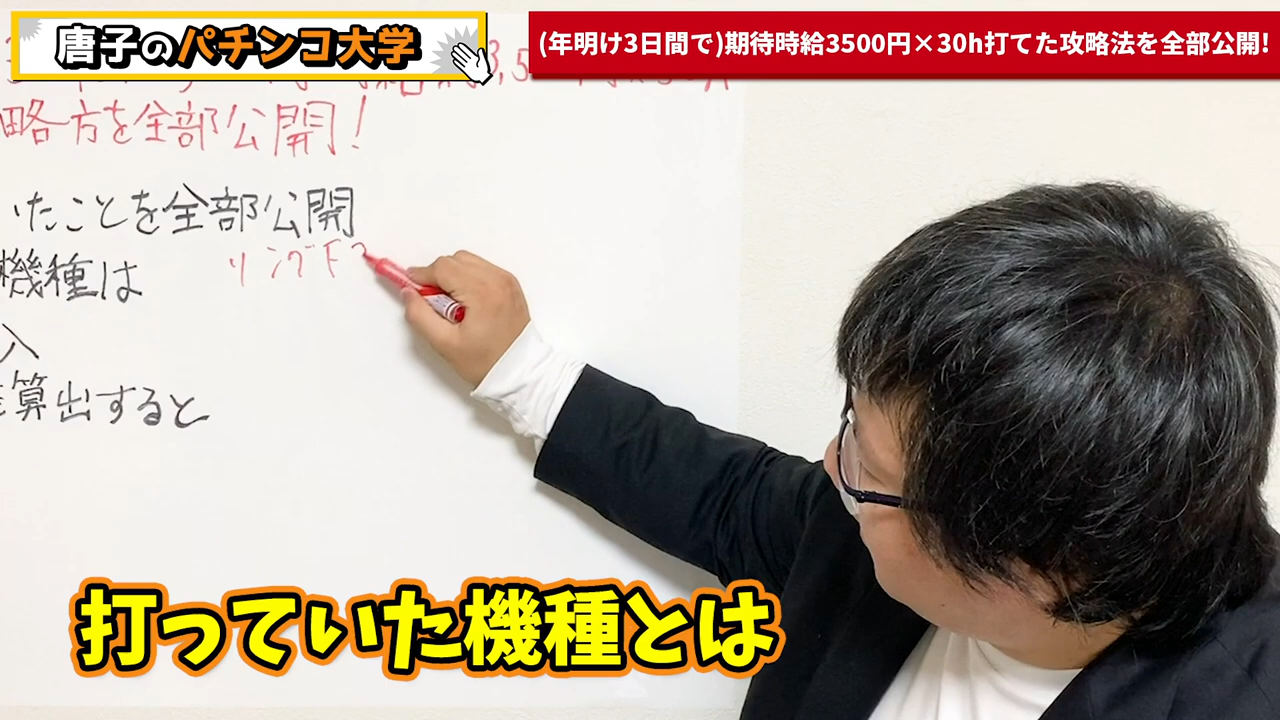 唐子のパチンコ大学
(年明け3日間で)期待時給3500円×30h打てた攻略法を全部公開!
略方を全部公開!
いたことを全部公開
機種は
リングに
入
算出すると
打っていた機種とは